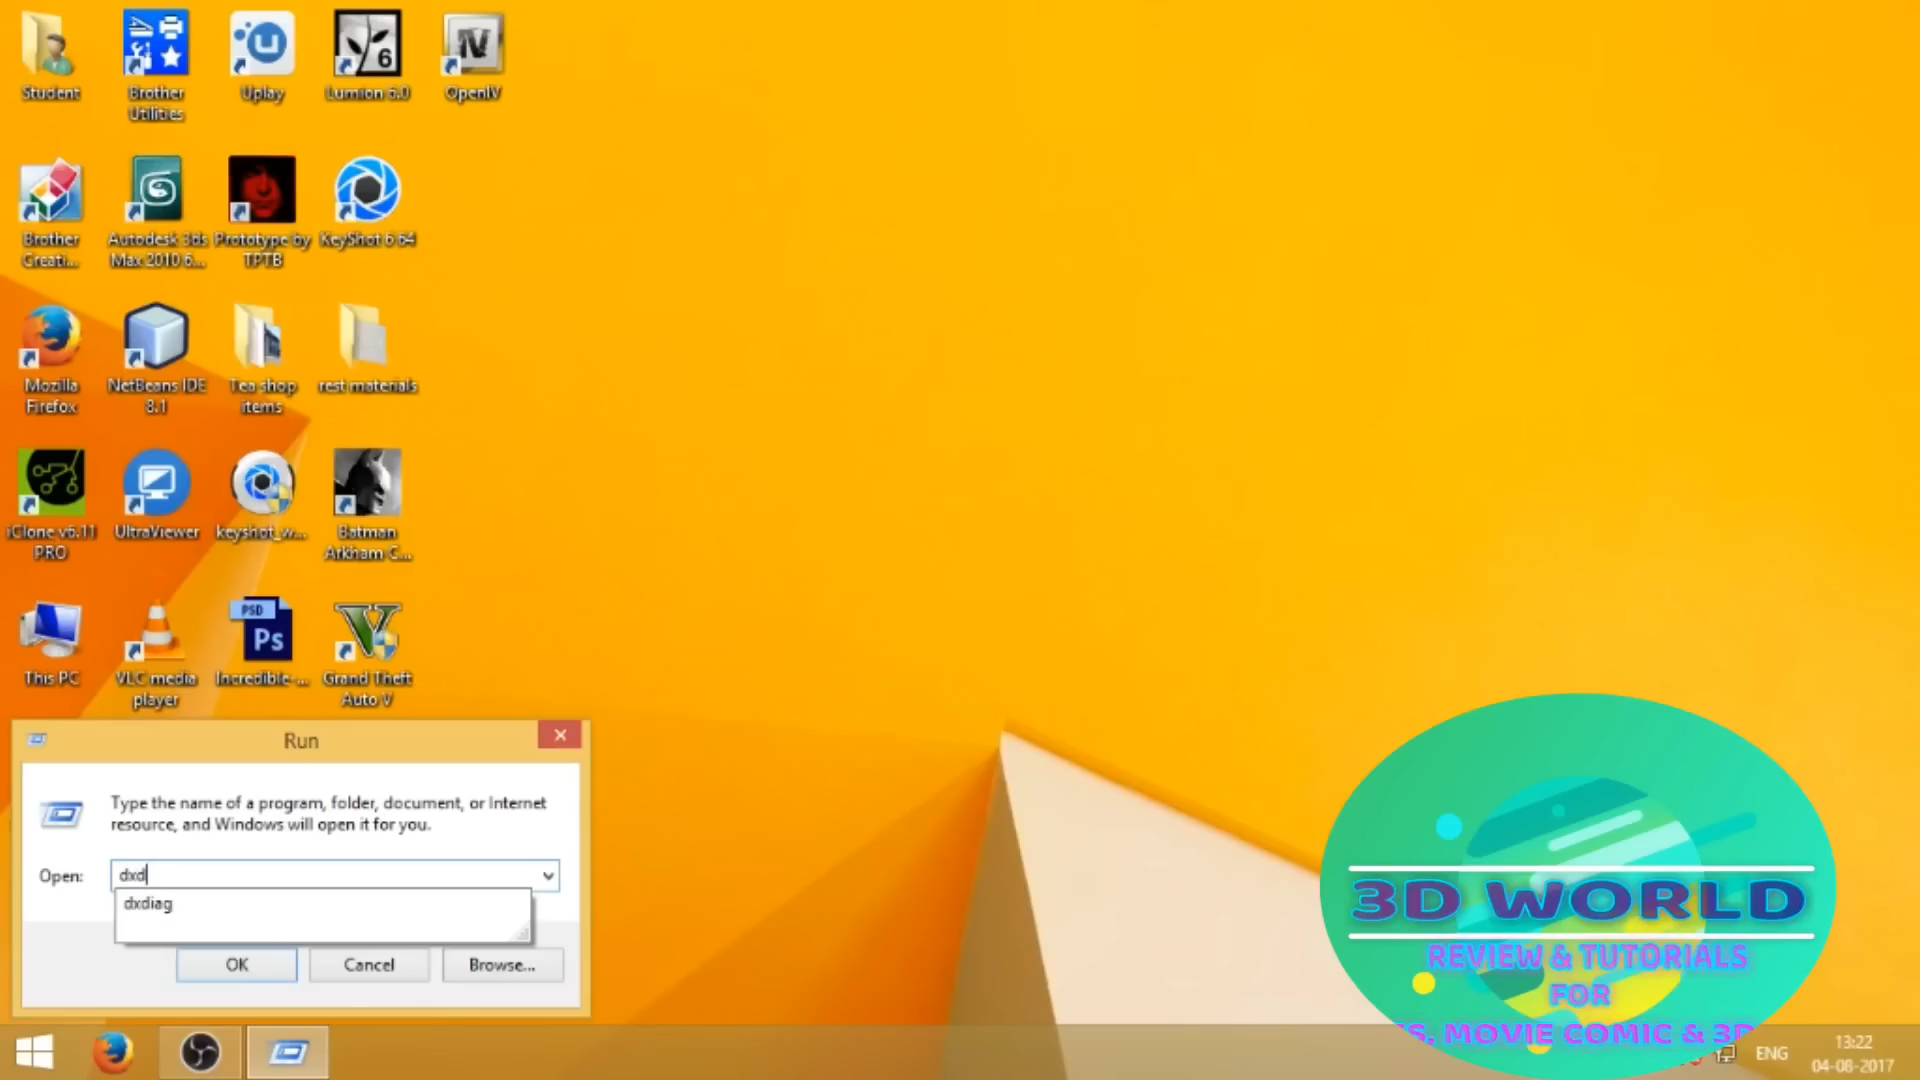 Student
Brother
Utilities
Uplay
Lumion 6.0
6
OpenIV
IV
Brother
Creati...
Autodesk 3ds
Max 2010 6...
Prototype by
TPTB
KeyShot 6 64
Mozilla
Firefox
NetBeans IDE
8.1
Tea shop
items
rest materials
iClone v6.11
PRO
UltraViewer
keyshot_w...
Batman
Arkham C...
This PC
VLC media
player
PSD
Ps
Incredible-...
V
Grand Theft
Auto V
Run
Type the name of a program, folder, document, or Internet
resource, and Windows will open it for you.
Open:
dxd
dxdiag
OK
Cancel
Browse...
3D WORLD
REVIEW & TUTORIALS
FOR
S, MOVIE COMIC & 3D
ENG
13:22
04-08-2017